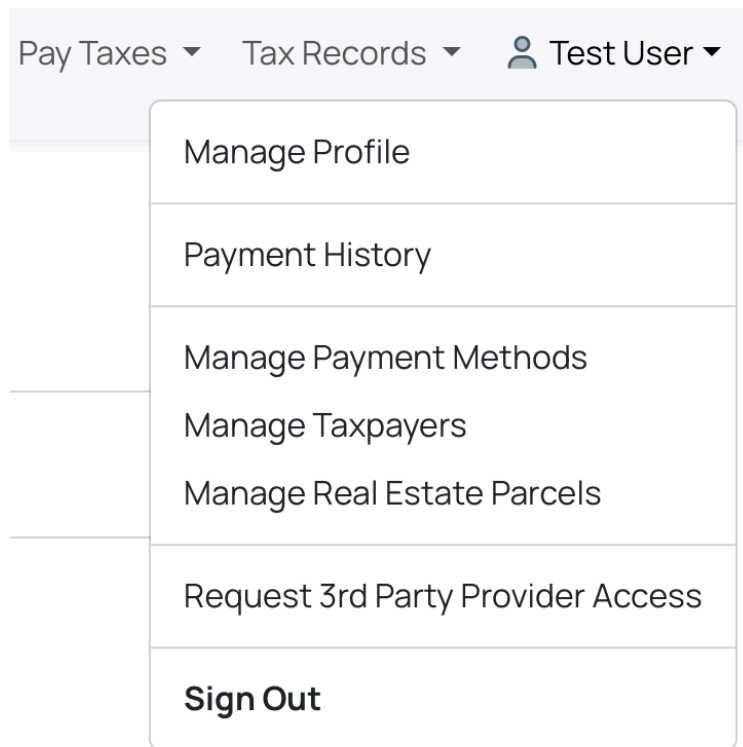 Pay Taxes Tax Records Test User
Manage Profile
Payment History
Manage Payment Methods
Manage Taxpayers
Manage Real Estate Parcels
Request 3rd Party Provider Access
Sign Out